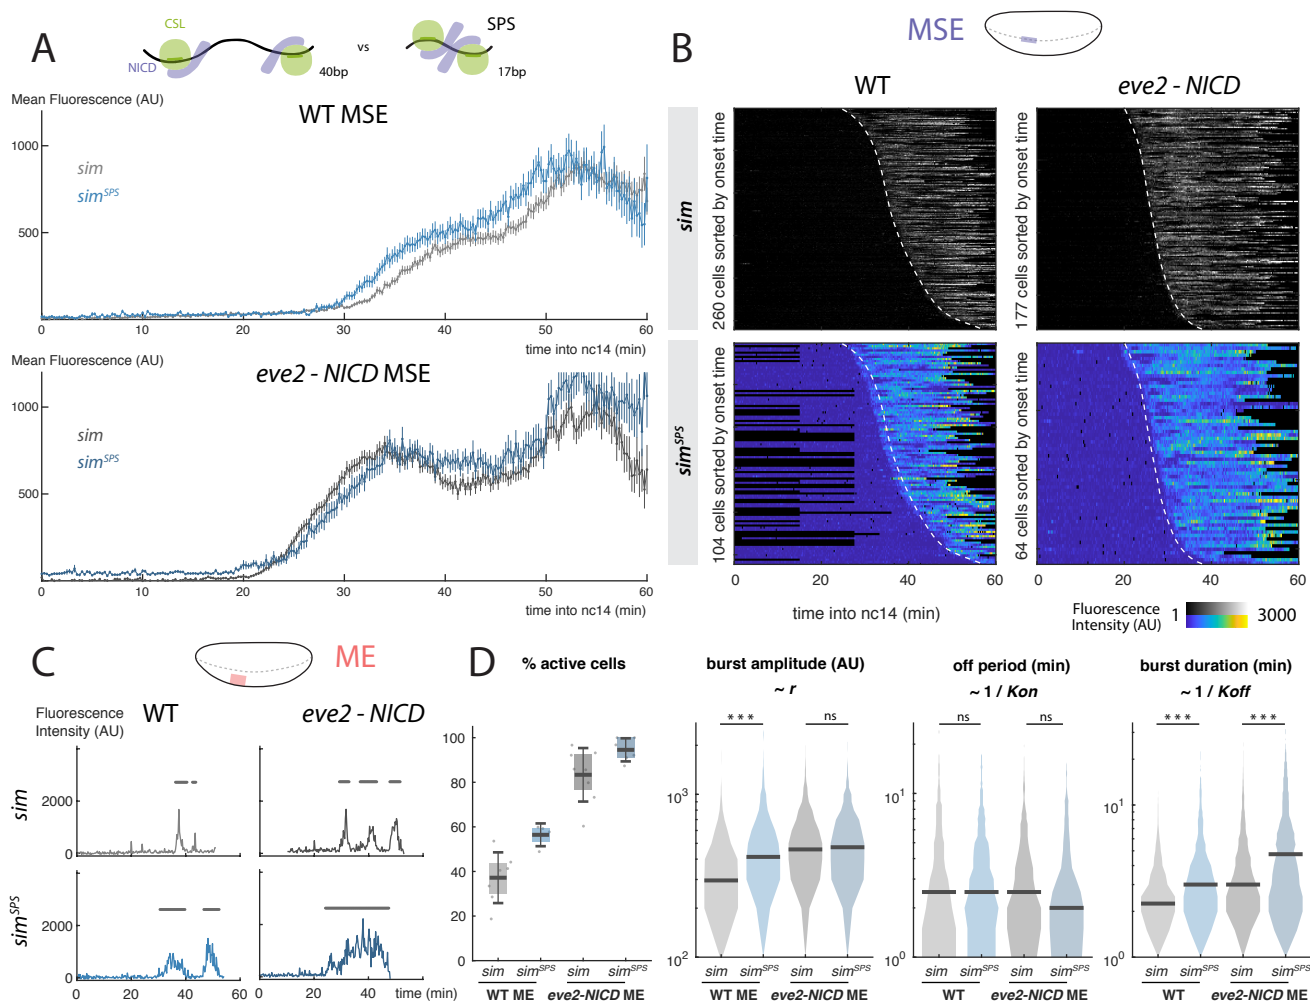 A
CSL
NICD
40bp
vs
SPS
17bp
Mean Fluorescence (AU)
WT MSE
1000
500
sim
sim^SPS
0 10 20 30 40 50 60
time into nc14 (min)
Mean Fluorescence (AU)
eve2 - NICD MSE
1000
500
sim
sim^SPS
0 10 20 30 40 50 60
time into nc14 (min)
B
MSE
WT
eve2 - NICD
sim
260 cells sorted by onset time
177 cells sorted by onset time
sim^SPS
104 cells sorted by onset time
64 cells sorted by onset time
0 20 40 60
0 20 40 60
time into nc14 (min)
Fluorescence
Intensity (AU)
1 3000
C
ME
Fluorescence
Intensity (AU)
WT
eve2 - NICD
sim
2000
0
sim^SPS
2000
0
0 20 40 60
0 20 40
time (min)
D
% active cells
100
80
60
40
20
0
sim sim^SPS sim sim^SPS
WT ME eve2-NICD ME
burst amplitude (AU)
~ r
*** ns
10^3
10^2
sim sim^SPS sim sim^SPS
WT ME eve2-NICD ME
off period (min)
~ 1 / Kon
ns ns
10^1
10^0
sim sim^SPS sim sim^SPS
WT eve2-NICD ME
burst duration (min)
~ 1 / Koff
*** ***
10^1
10^0
sim sim^SPS sim sim^SPS
WT eve2-NICD ME